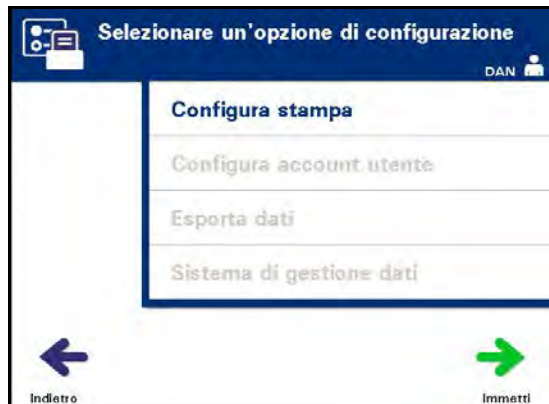 Selezionare un'opzione di configurazione
DAN
Configura stampa
Configura account utente
Esporta dati
Sistema di gestione dati
Indietro
Immetti